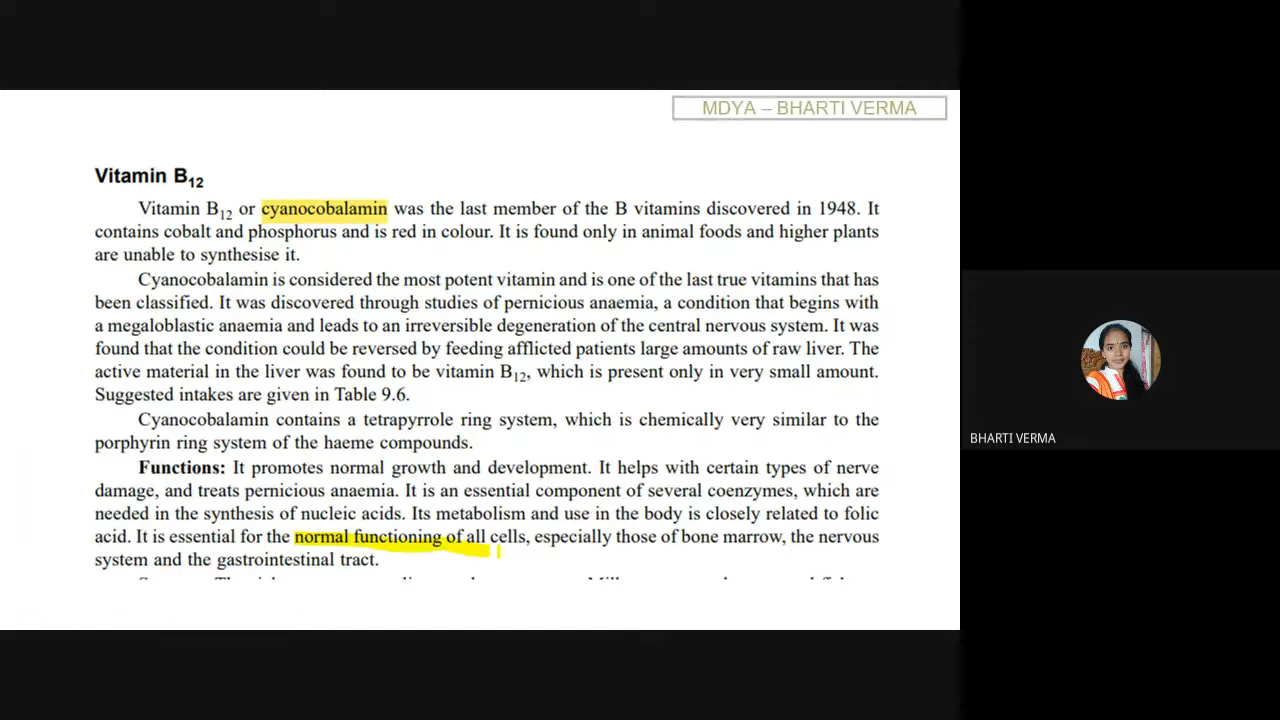 MDYA – BHARTI VERMA
Vitamin B12
Vitamin B12 or cyanocobalamin was the last member of the B vitamins discovered in 1948. It
contains cobalt and phosphorus and is red in colour. It is found only in animal foods and higher plants
are unable to synthesise it.
Cyanocobalamin is considered the most potent vitamin and is one of the last true vitamins that has
been classified. It was discovered through studies of pernicious anaemia, a condition that begins with
a megaloblastic anaemia and leads to an irreversible degeneration of the central nervous system. It was
found that the condition could be reversed by feeding afflicted patients large amounts of raw liver. The
active material in the liver was found to be vitamin B12, which is present only in very small amount.
Suggested intakes are given in Table 9.6.
Cyanocobalamin contains a tetrapyrrole ring system, which is chemically very similar to the
porphyrin ring system of the haeme compounds.
Functions: It promotes normal growth and development. It helps with certain types of nerve
damage, and treats pernicious anaemia. It is an essential component of several coenzymes, which are
needed in the synthesis of nucleic acids. Its metabolism and use in the body is closely related to folic
acid. It is essential for the normal functioning of all cells, especially those of bone marrow, the nervous
system and the gastrointestinal tract.
BHARTI VERMA